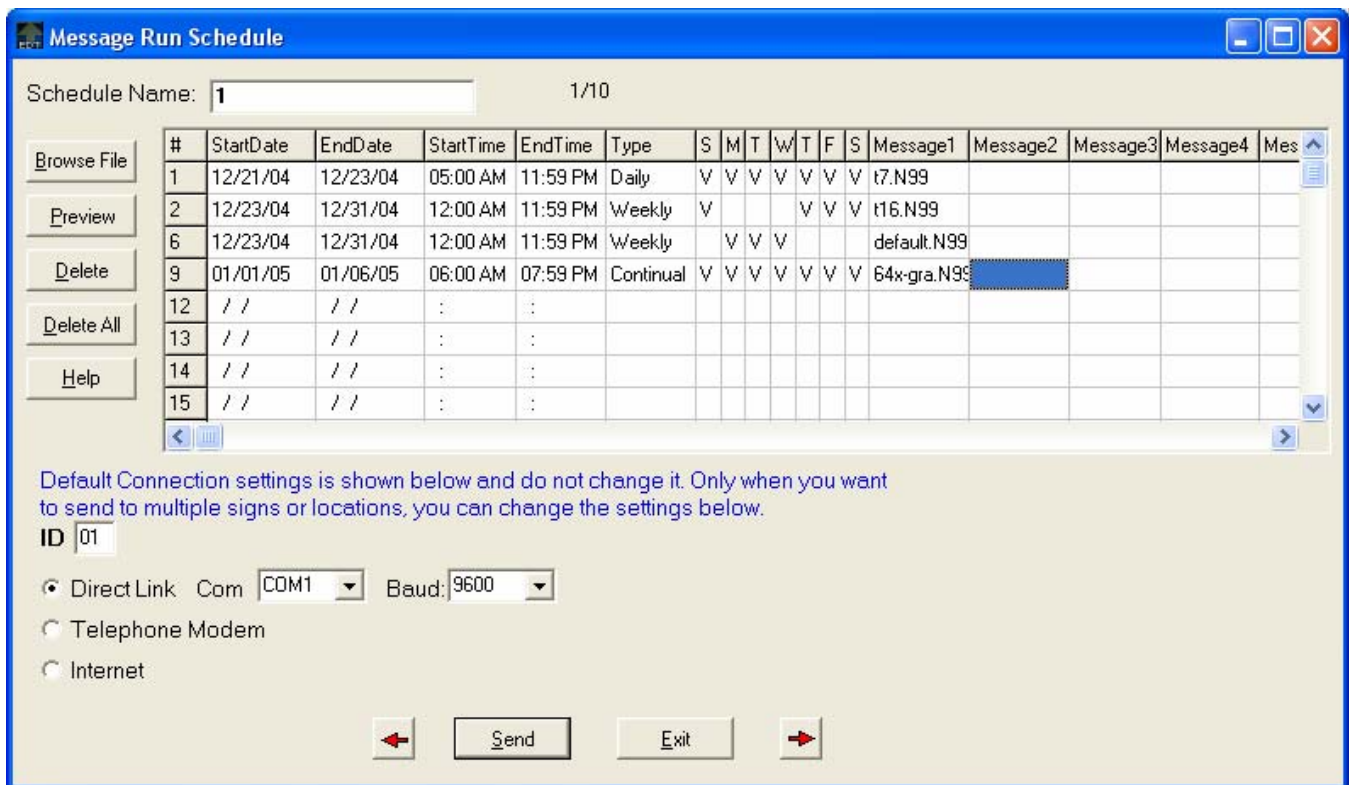 Message Run Schedule
Schedule Name: 1 1/10
Browse File
Preview
Delete
Delete All
Help
# StartDate EndDate StartTime EndTime Type S M T W T F S Message1 Message2 Message3 Message4 Mes
1 12/21/04 12/23/04 05:00 AM 11:59 PM Daily V V V V V V V t7.N99
2 12/23/04 12/31/04 12:00 AM 11:59 PM Weekly V V V V t16.N99
6 12/23/04 12/31/04 12:00 AM 11:59 PM Weekly V V V default.N99
9 01/01/05 01/06/05 06:00 AM 07:59 PM Continual V V V V V V V 64x-gra.N99
12 / / / / : :
13 / / / / : :
14 / / / / : :
15 / / / / : :
Default Connection settings is shown below and do not change it. Only when you want
to send to multiple signs or locations, you can change the settings below.
ID 01
Direct Link Com COM1 Baud: 9600
Telephone Modem
Internet
Send Exit